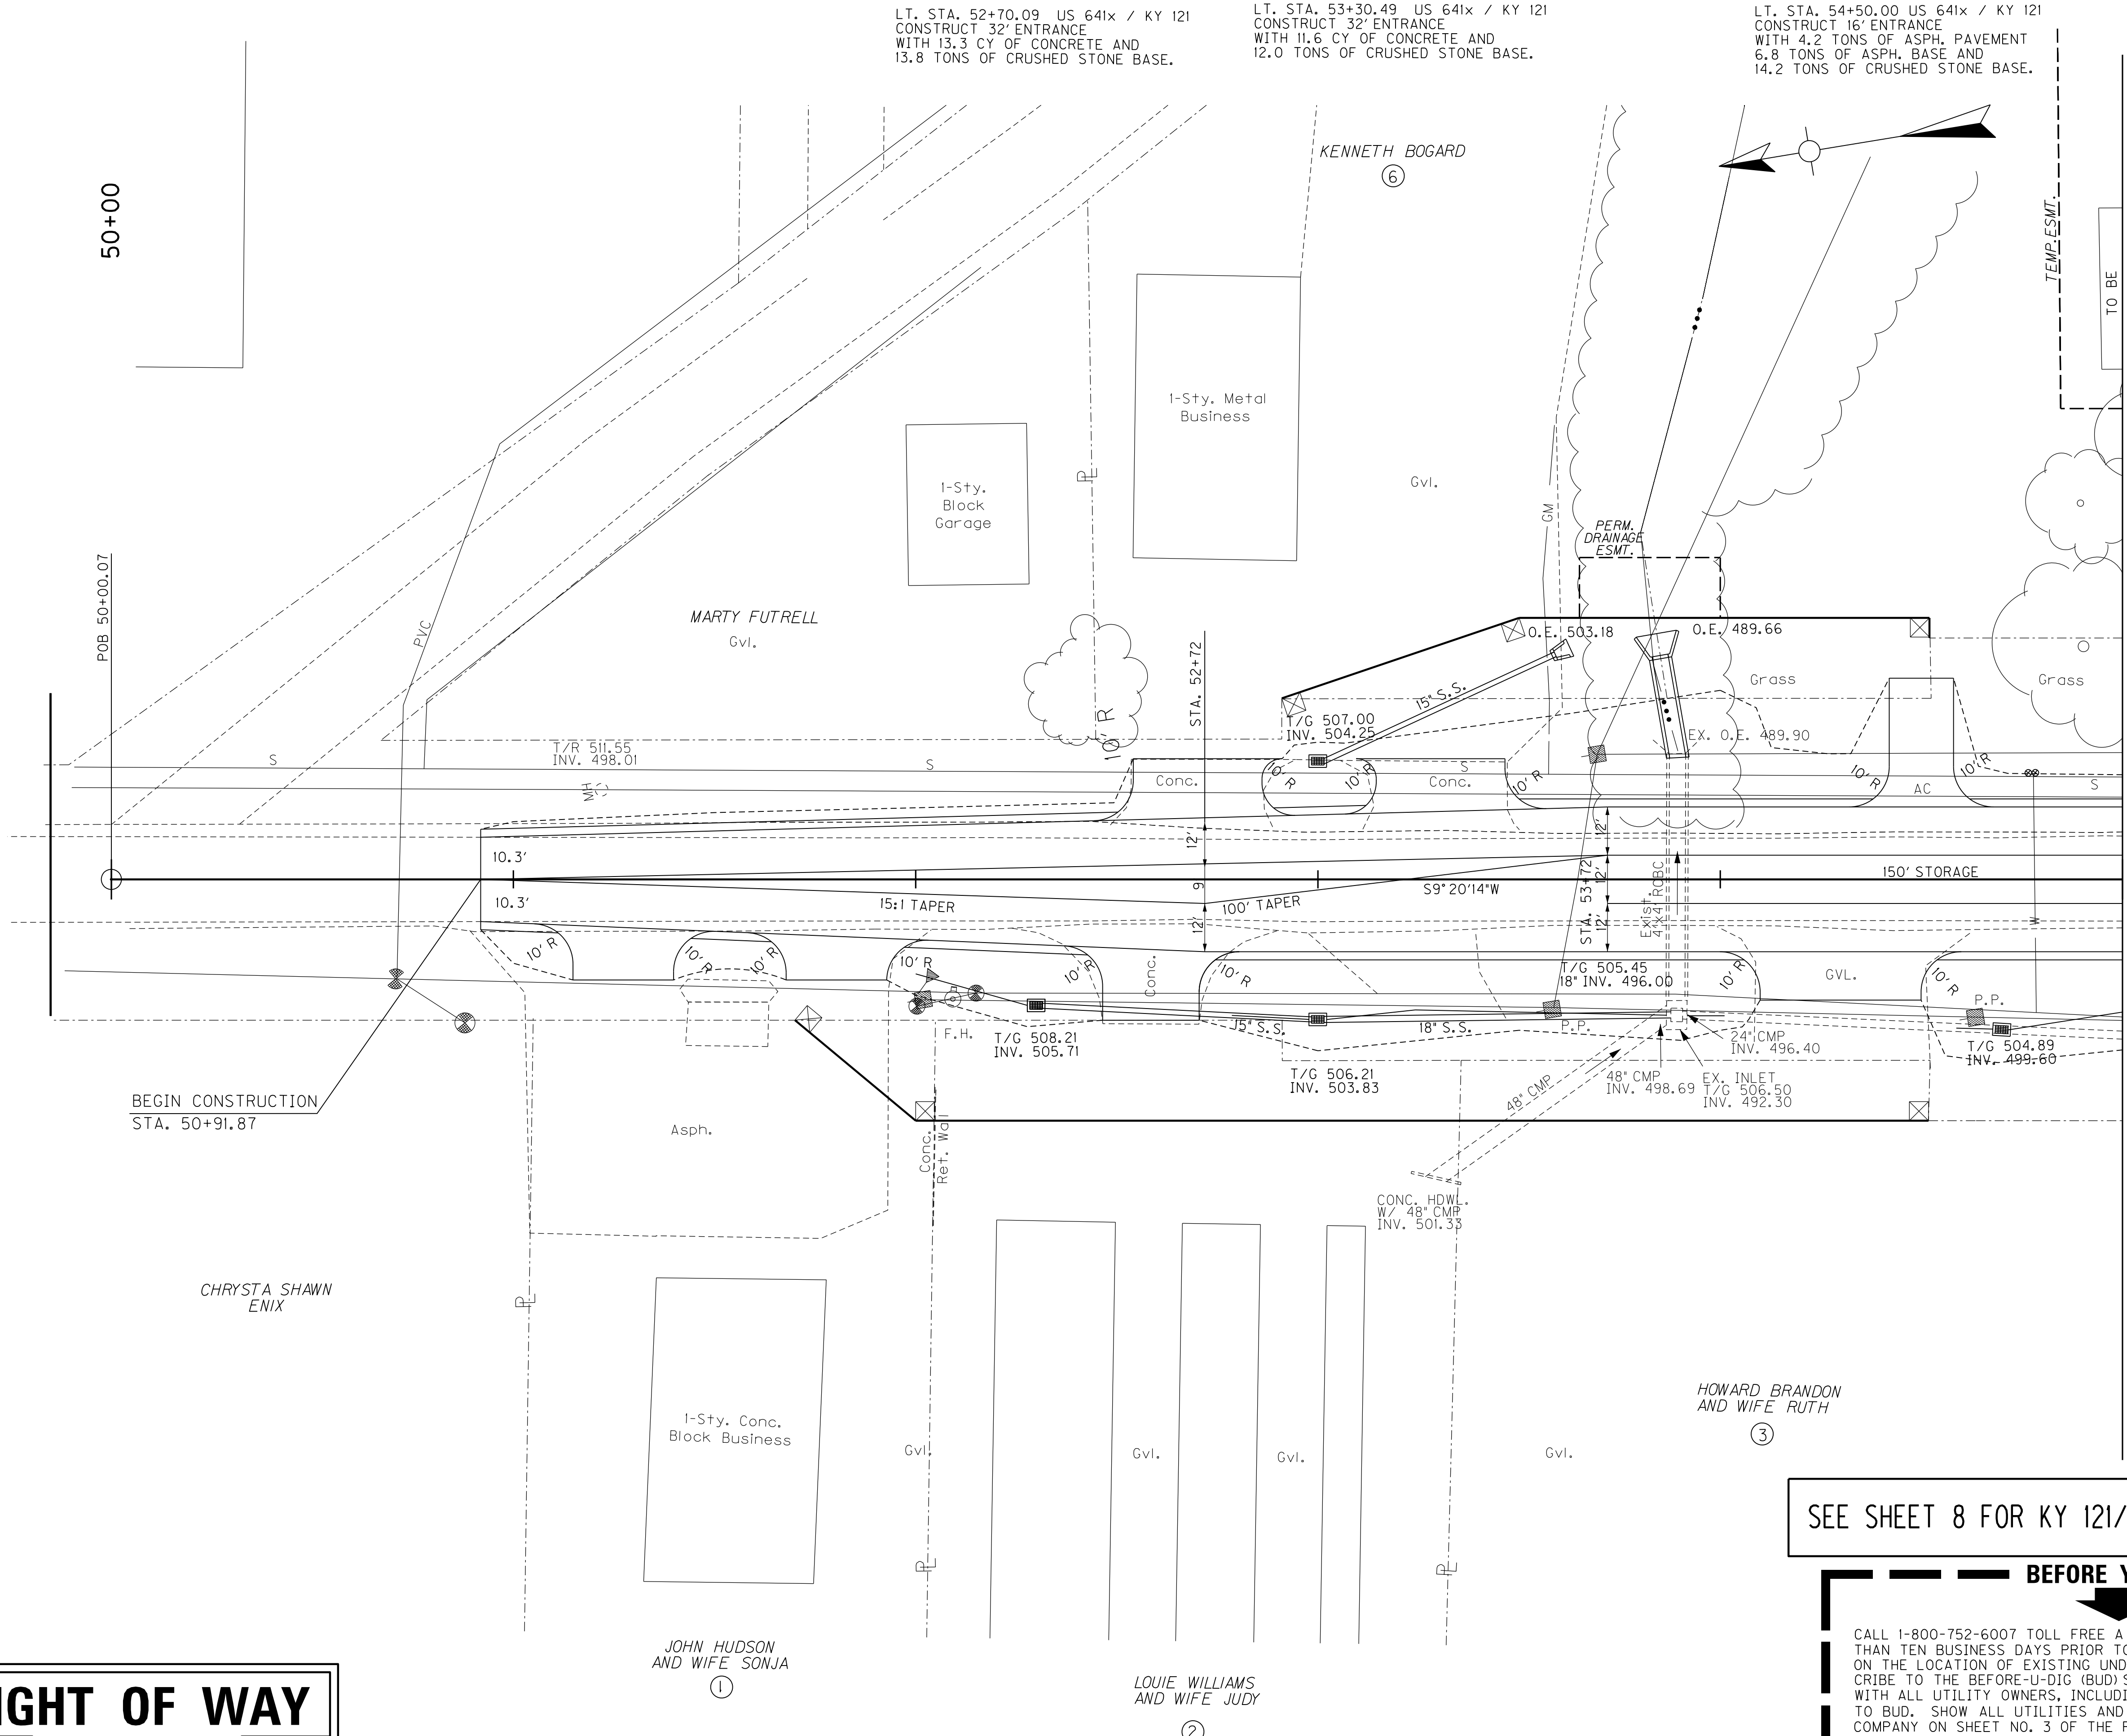 LT. STA. 52+70.09 US 641x / KY 121
CONSTRUCT 32' ENTRANCE
WITH 13.3 CY OF CONCRETE AND
13.8 TONS OF CRUSHED STONE BASE.
LT. STA. 53+30.49 US 641x / KY 121
CONSTRUCT 32' ENTRANCE
WITH 11.6 CY OF CONCRETE AND
12.0 TONS OF CRUSHED STONE BASE.
LT. STA. 54+50.00 US 641x / KY 121
CONSTRUCT 16' ENTRANCE
WITH 4.2 TONS OF ASPH. PAVEMENT
6.8 TONS OF ASPH. BASE AND
14.2 TONS OF CRUSHED STONE BASE.
50+00
KENNETH BOGARD
6
TEMP. ESMT.
TO BE
1-Sty. Metal
Business
1-Sty.
Block
Garage
PL
Gvl.
GM
PERM.
DRAINAGE
ESMT.
POB 50+00.07
PVC
MARTY FUTRELL
Gvl.
STA. 52+72
O.E. 503.18
O.E. 489.66
Grass
Grass
15" S.S.
T/G 507.00
INV. 504.25
EX. O.E. 489.90
10' R
T/R 511.55
INV. 498.01
S
S
S
S
MH
Conc.
10' R
10' R
Conc.
10' R
10' R
10' R
AC
12'
12'
10.3'
10.3'
9
15:1 TAPER
100' TAPER
S9°20'14"W
STA. 53+72
12'
12'
12'
Exist.
4'x4' RCBC
150' STORAGE
W
10' R
10' R
10' R
10' R
10' R
Conc.
10' R
10' R
10' R
GVL.
T/G 505.45
18" INV. 496.00
P.P.
P.P.
F.H.
T/G 508.21
INV. 505.71
15" S.S.
18" S.S.
T/G 506.21
INV. 503.83
24" CMP
INV. 496.40
T/G 504.89
INV. 499.60
48" CMP
48" CMP
INV. 498.69
EX. INLET
T/G 506.50
INV. 492.30
BEGIN CONSTRUCTION
STA. 50+91.87
Asph.
Conc.
Ret. Wall
CONC. HDWL.
W/ 48" CMP
INV. 501.33
CHRYSTA SHAWN
ENIX
PL
1-Sty. Conc.
Block Business
Gvl.
Gvl.
Gvl.
Gvl.
HOWARD BRANDON
AND WIFE RUTH
3
PL
PL
SEE SHEET 8 FOR KY 121/
BEFORE Y
CALL 1-800-752-6007 TOLL FREE A
THAN TEN BUSINESS DAYS PRIOR TO
ON THE LOCATION OF EXISTING UND
CRIBE TO THE BEFORE-U-DIG (BUD) S
WITH ALL UTILITY OWNERS, INCLUDI
TO BUD. SHOW ALL UTILITIES AND
COMPANY ON SHEET NO. 3 OF THE
JOHN HUDSON
AND WIFE SONJA
1
LOUIE WILLIAMS
AND WIFE JUDY
2
IGHT OF WAY